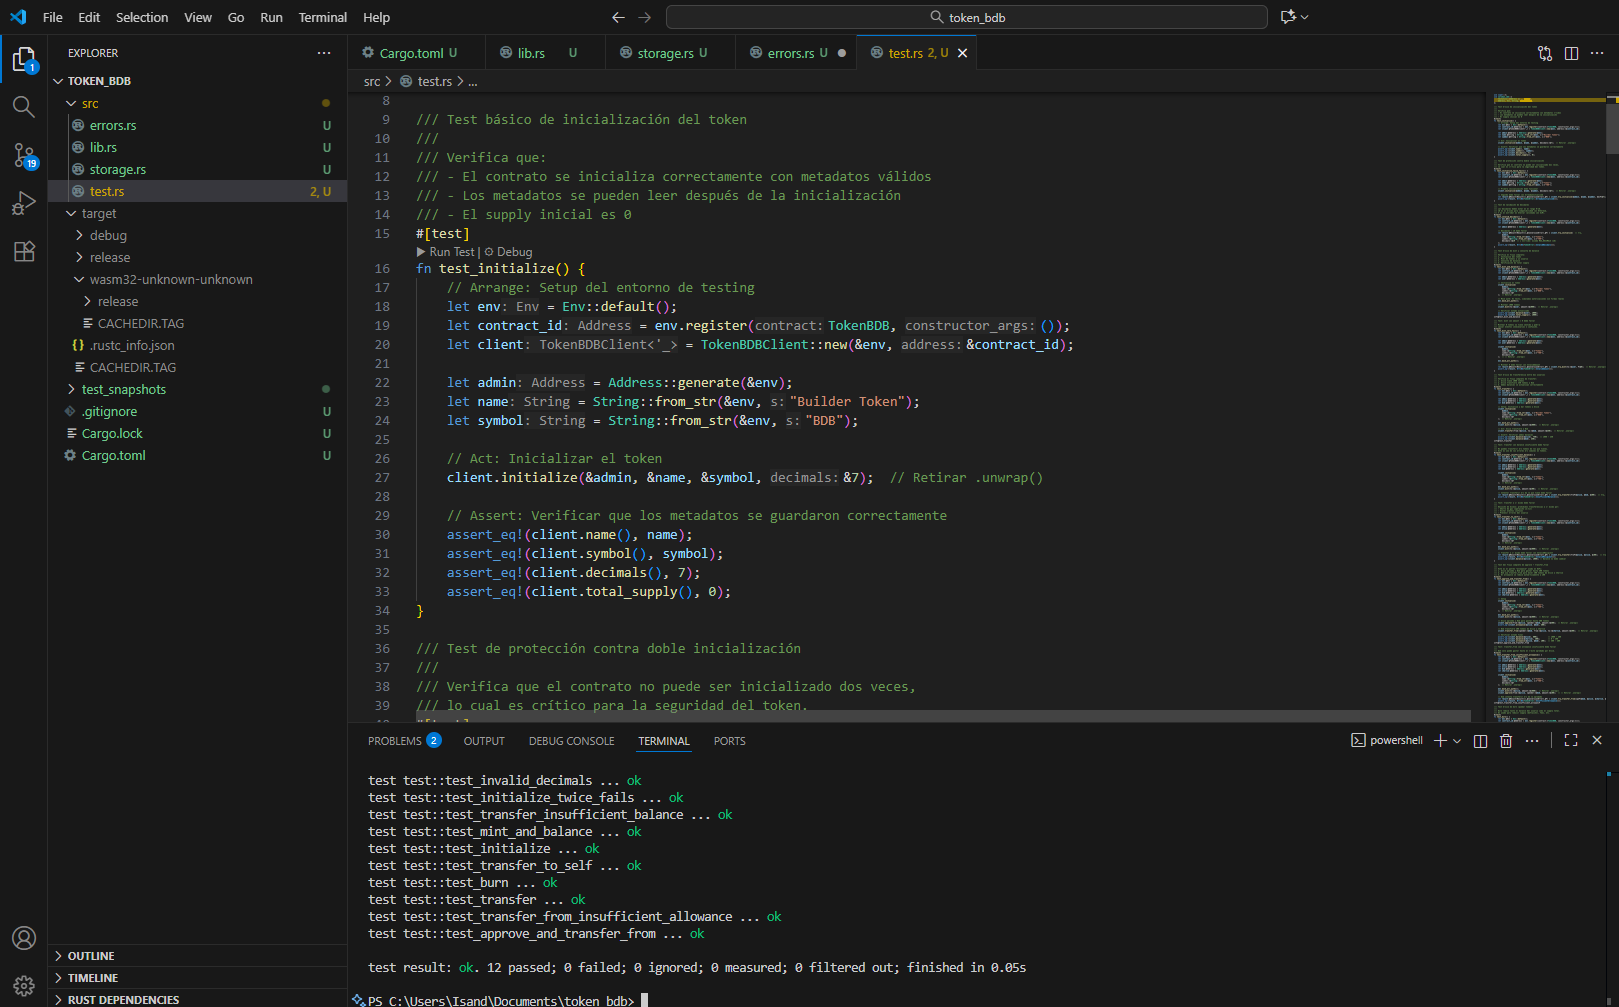 File Edit Selection View Go Run Terminal Help
token_bdb
EXPLORER
TOKEN_BDB
src
errors.rs U
lib.rs U
storage.rs U
test.rs 2, U
target
debug
release
wasm32-unknown-unknown
release
CACHEDIR.TAG
.rustc_info.json
CACHEDIR.TAG
test_snapshots
.gitignore U
Cargo.lock U
Cargo.toml U
OUTLINE
TIMELINE
RUST DEPENDENCIES
1
19
Cargo.toml U lib.rs U storage.rs U errors.rs U test.rs 2, U
src > test.rs > ...
8
9 /// Test básico de inicialización del token
10 ///
11 /// Verifica que:
12 /// - El contrato se inicializa correctamente con metadatos válidos
13 /// - Los metadatos se pueden leer después de la inicialización
14 /// - El supply inicial es 0
15 #[test]
Run Test | Debug
16 fn test_initialize() {
17 // Arrange: Setup del entorno de testing
18 let env: Env = Env::default();
19 let contract_id: Address = env.register(contract: TokenBDB, constructor_args: ());
20 let client: TokenBDBClient<'_> = TokenBDBClient::new(&env, address: &contract_id);
21
22 let admin: Address = Address::generate(&env);
23 let name: String = String::from_str(&env, s: "Builder Token");
24 let symbol: String = String::from_str(&env, s: "BDB");
25
26 // Act: Inicializar el token
27 client.initialize(&admin, &name, &symbol, decimals: &7); // Retirar .unwrap()
28
29 // Assert: Verificar que los metadatos se guardaron correctamente
30 assert_eq!(client.name(), name);
31 assert_eq!(client.symbol(), symbol);
32 assert_eq!(client.decimals(), 7);
33 assert_eq!(client.total_supply(), 0);
34 }
35
36 /// Test de protección contra doble inicialización
37 ///
38 /// Verifica que el contrato no puede ser inicializado dos veces,
39 /// lo cual es crítico para la seguridad del token.
PROBLEMS 2 OUTPUT DEBUG CONSOLE TERMINAL PORTS
powershell
test test::test_invalid_decimals ... ok
test test::test_initialize_twice_fails ... ok
test test::test_transfer_insufficient_balance ... ok
test test::test_mint_and_balance ... ok
test test::test_initialize ... ok
test test::test_transfer_to_self ... ok
test test::test_burn ... ok
test test::test_transfer ... ok
test test::test_transfer_from_insufficient_allowance ... ok
test test::test_approve_and_transfer_from ... ok
test result: ok. 12 passed; 0 failed; 0 ignored; 0 measured; 0 filtered out; finished in 0.05s
PS C:\Users\Isand\Documents\token_bdb>